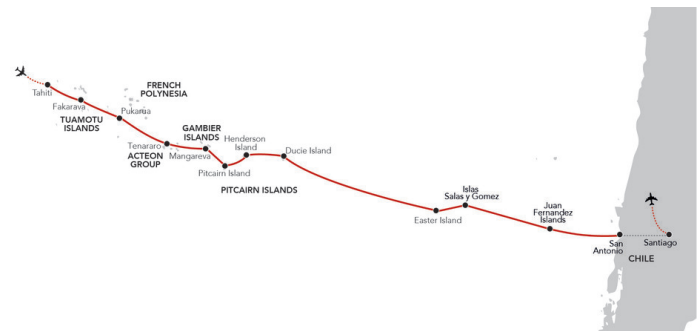 Tahiti
Fakarava
TUAMOTU
ISLANDS
Pukarua
FRENCH
POLYNESIA
Tenararo
ACTEON
GROUP
GAMBIER
ISLANDS
Mangareva
Pitcairn Island
Henderson
Island
Ducie Island
PITCAIRN ISLANDS
Easter Island
Islas
Salas y Gomez
Juan
Fernandez
Islands
San
Antonio
Santiago
CHILE